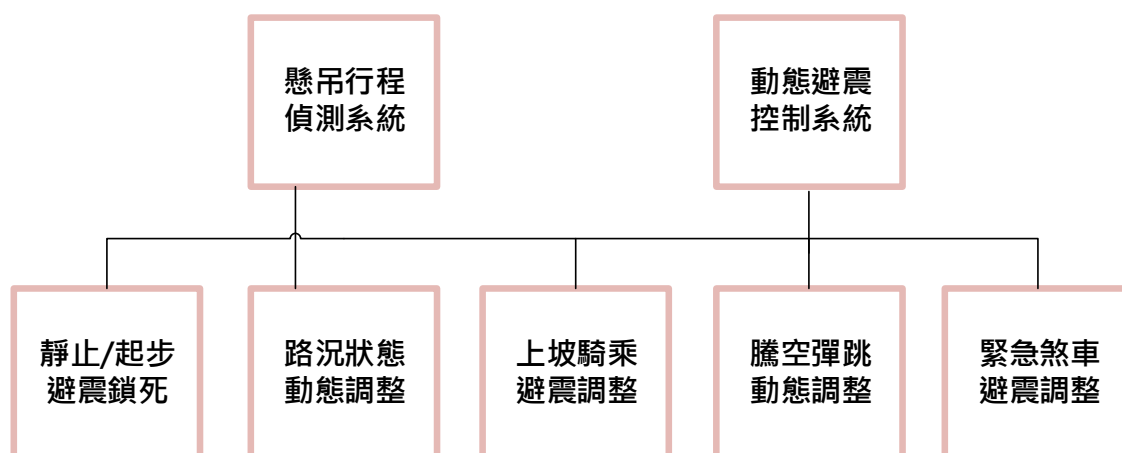 懸吊行程
偵測系統
動態避震
控制系統
靜止/起步
避震鎖死
路況狀態
動態調整
上坡騎乘
避震調整
騰空彈跳
動態調整
緊急煞車
避震調整